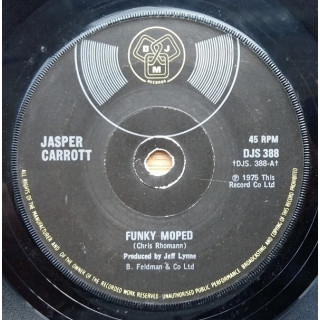 DJM
RECORDS
JASPER
CARROTT
45 RPM
DJS 388
†DJS. 388-A†
Ⓟ 1975 This
Record Co Ltd
FUNKY MOPED
(Chris Rhomann)
Produced by Jeff Lynne
B. Feldman & Co Ltd
ALL RIGHTS OF THE MANUFACTURER AND OF THE OWNER OF THE RECORDED WORK RESERVED · UNAUTHORISED PUBLIC PERFORMANCE, BROADCASTING AND COPYING OF THIS RECORD PROHIBITED